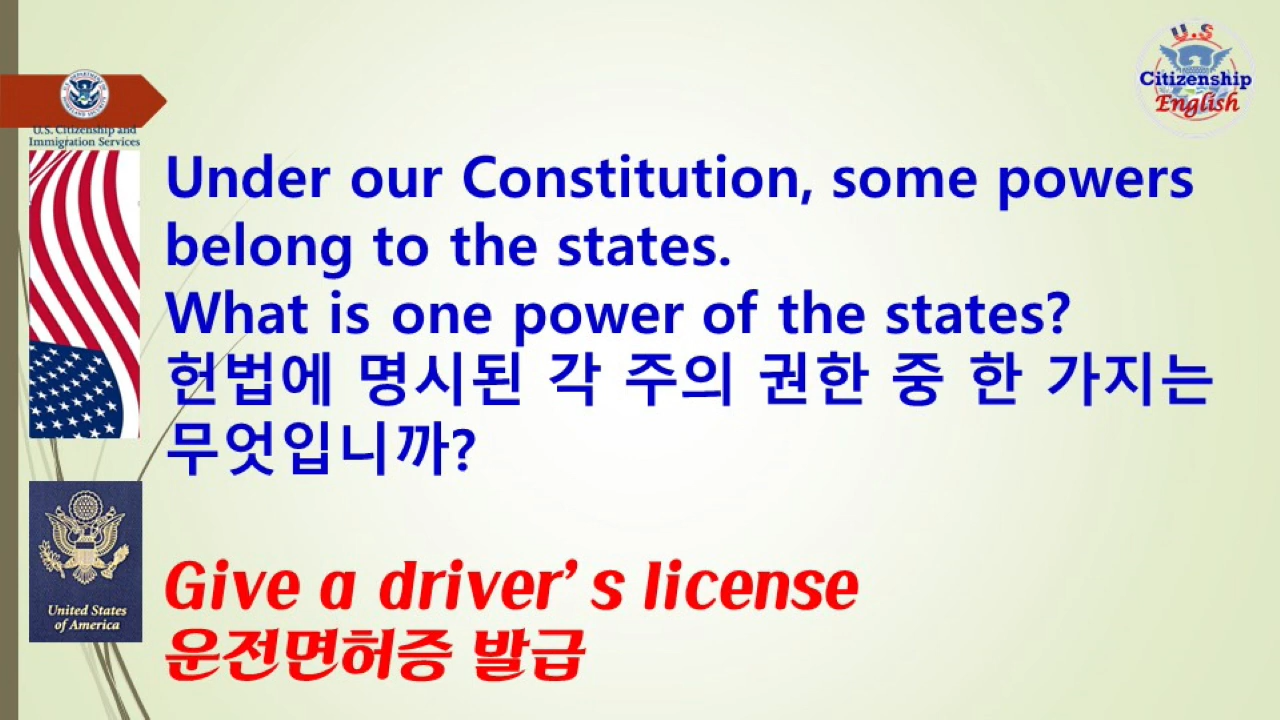 U.S
Citizenship
English
U.S. Citizenship and
Immigration Services
Under our Constitution, some powers
belong to the states.
What is one power of the states?
헌법에 명시된 각 주의 권한 중 한 가지는
무엇입니까?
United States
of America
Give a driver’s license
운전면허증 발급